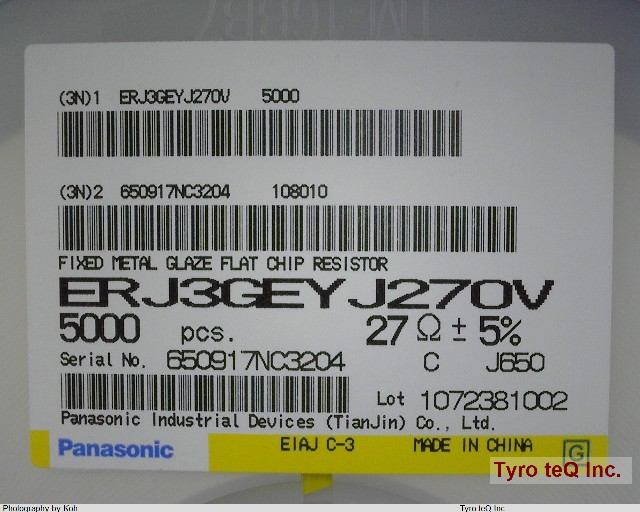 (3N)1 ERJ3GEYJ270V 5000
(3N)2 650917NC3204 108010
FIXED METAL GLAZE FLAT CHIP RESISTOR
ERJ3GEYJ270V
5000 pcs. 27 Ω ± 5%
Serial No. 650917NC3204 C J650
Lot 1072381002
Panasonic Industrial Devices (TianJin) Co., Ltd.
Panasonic EIAJ C-3 MADE IN CHINA G
Tyro teQ Inc.
Photography by Koh Tyro teQ Inc